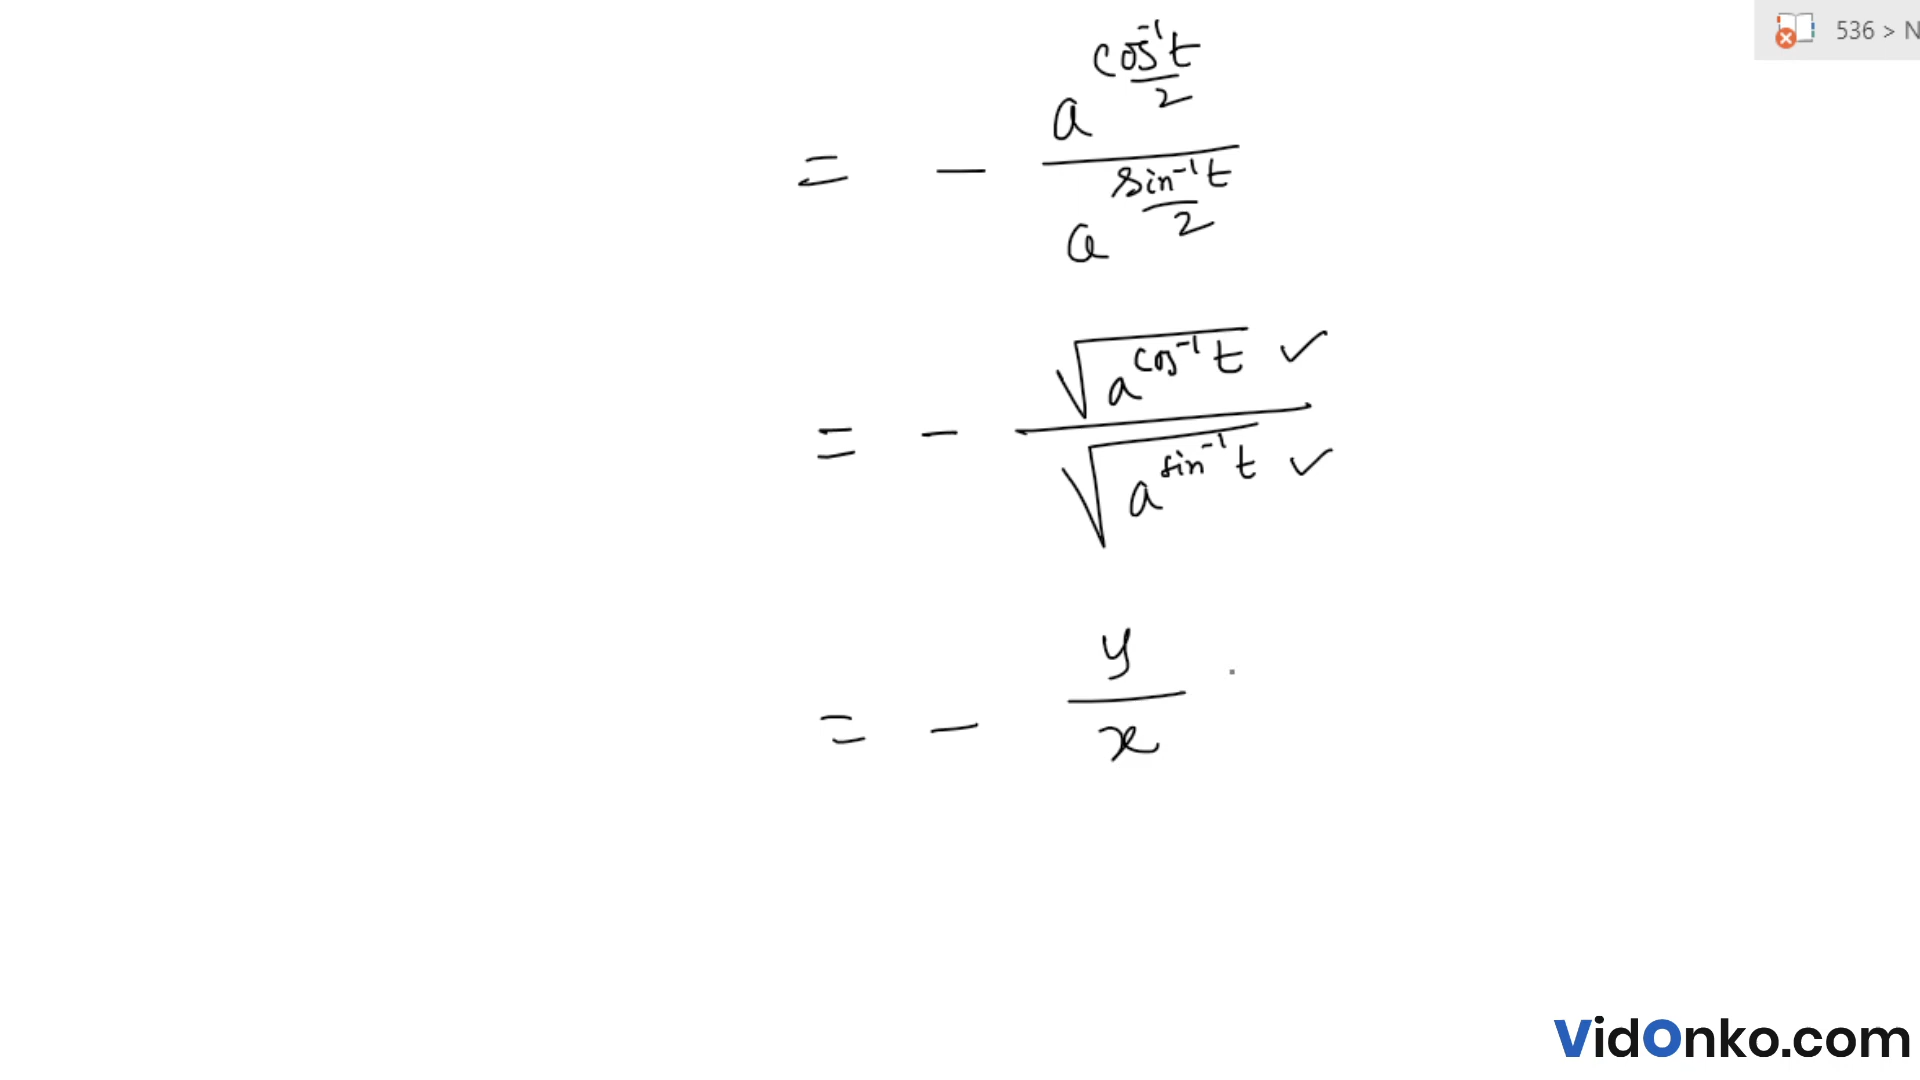 536 > N
= - a^(cos⁻¹t/2) / a^(sin⁻¹t/2)
= - √(a^(cos⁻¹t)) ✓ / √(a^(sin⁻¹t)) ✓
= - y / x
VidOnko.com